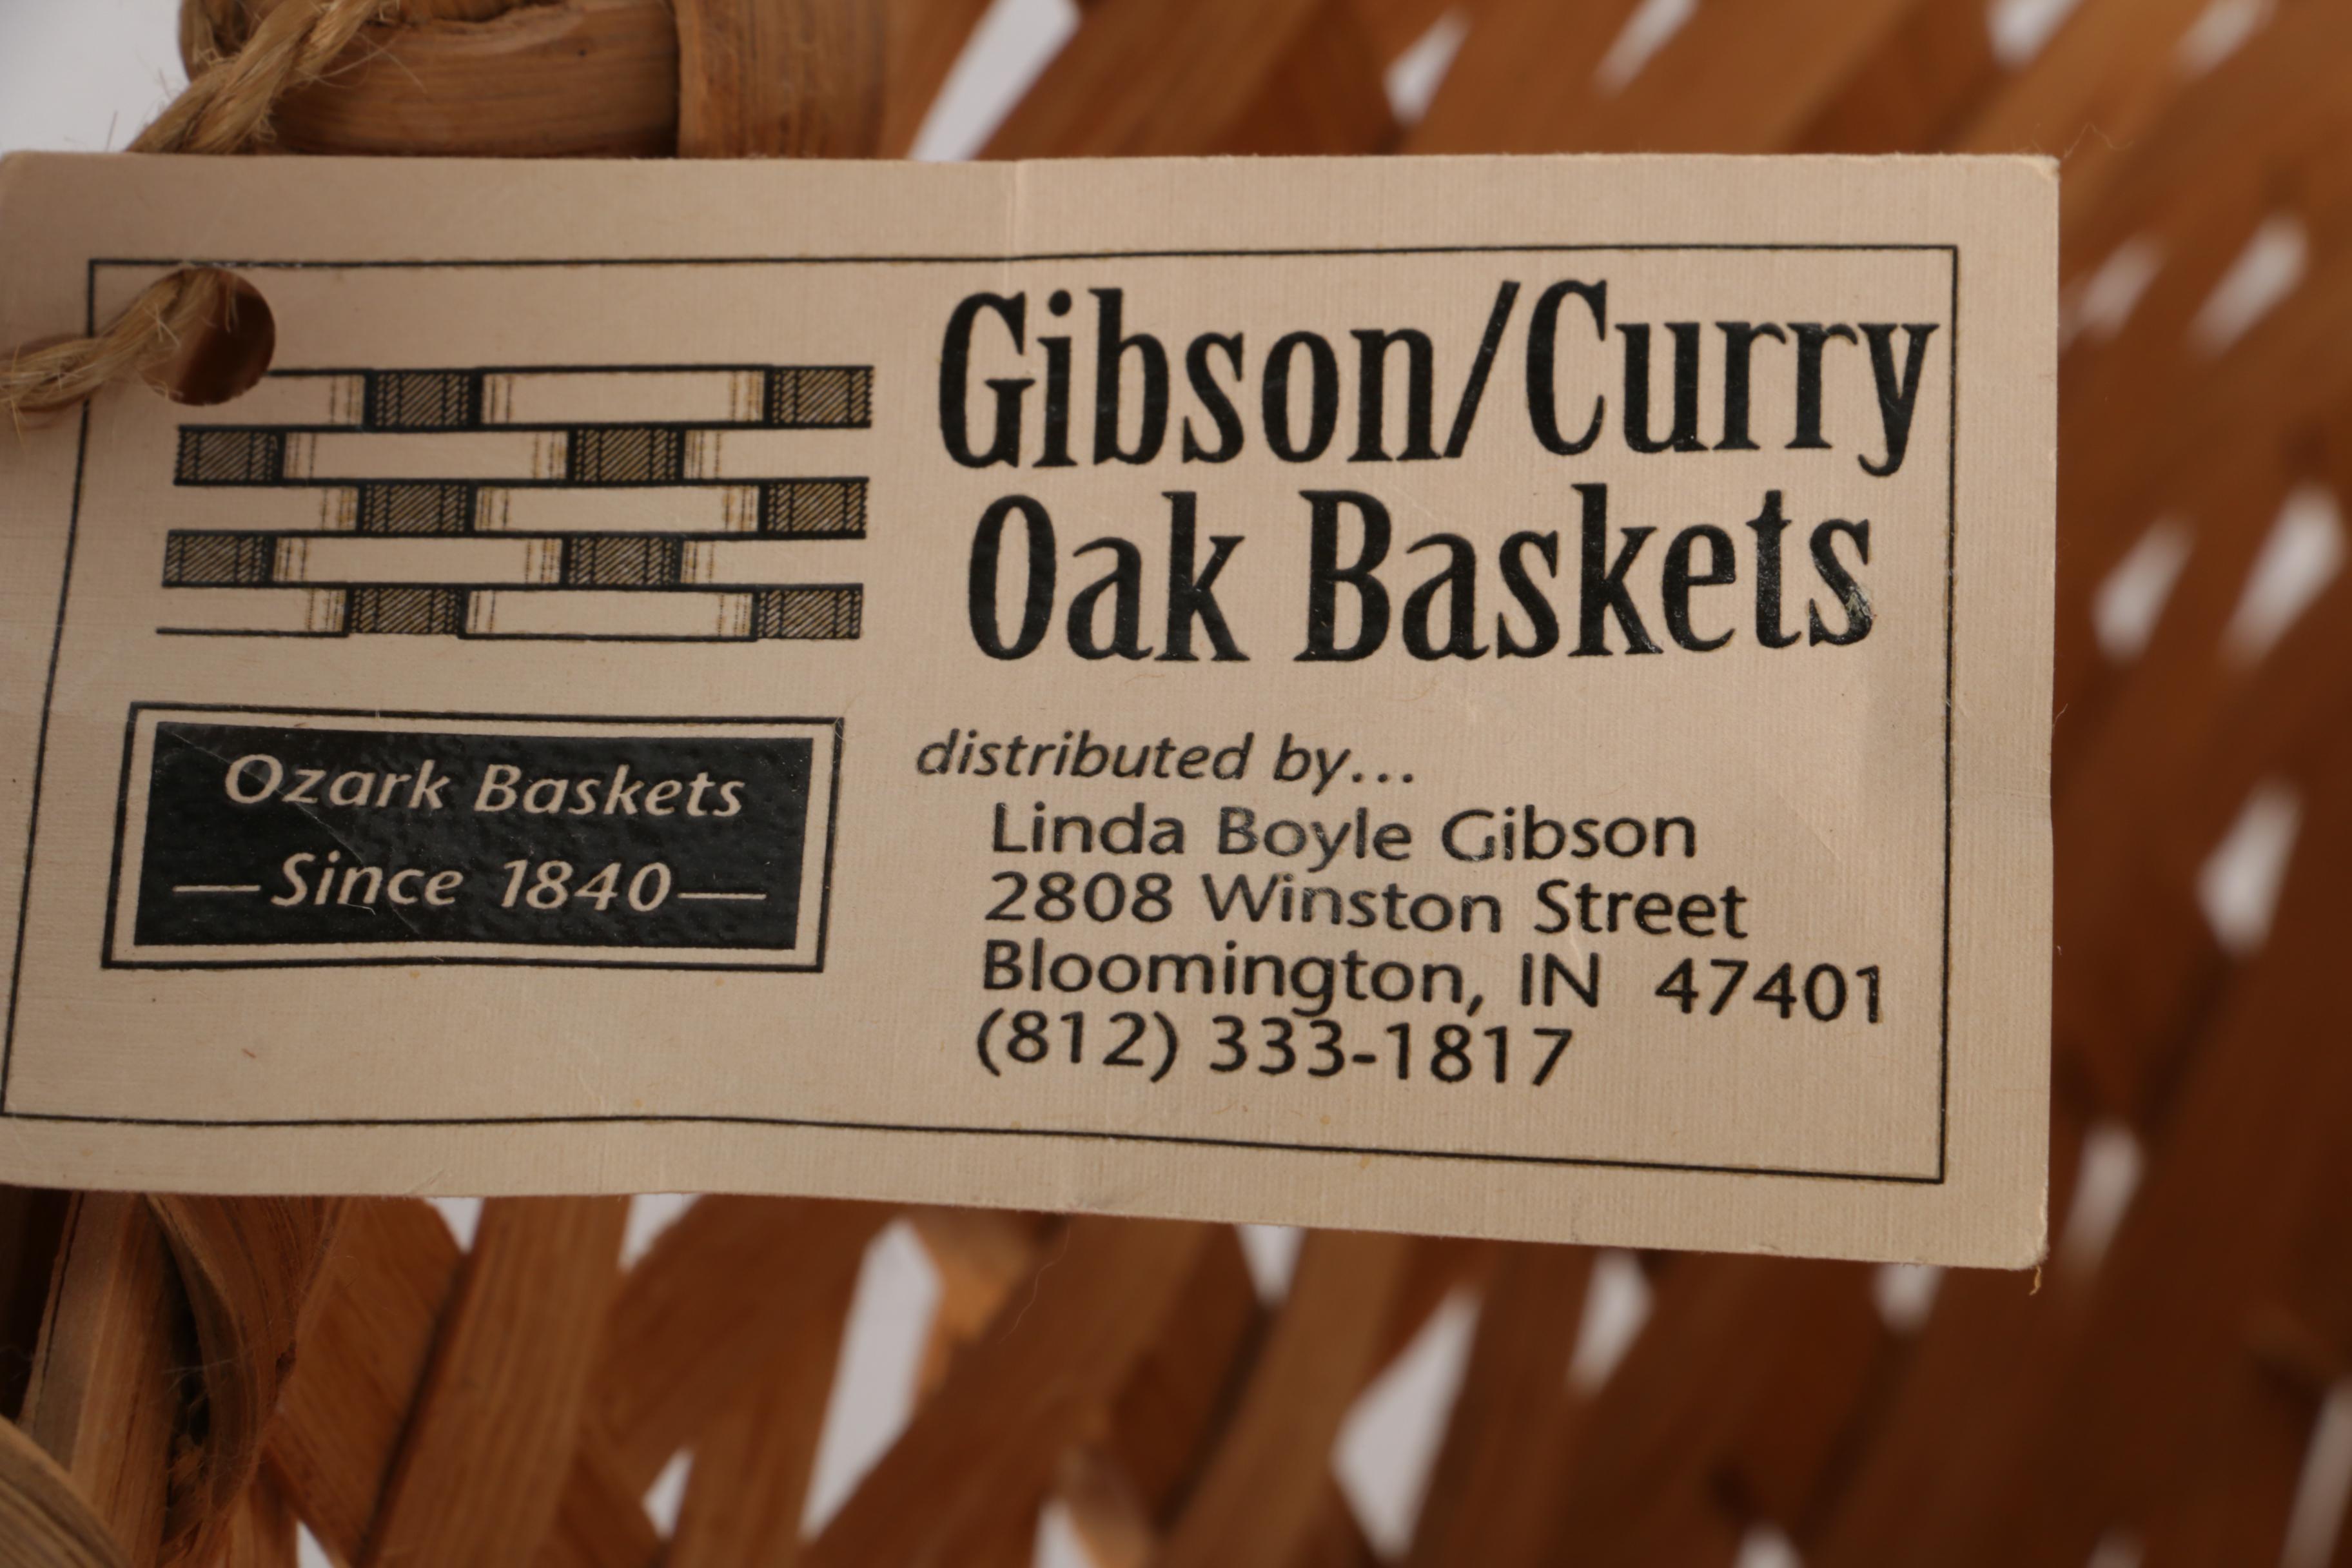 Gibson/Curry
Oak Baskets
Ozark Baskets
—Since 1840—
distributed by...
Linda Boyle Gibson
2808 Winston Street
Bloomington, IN 47401
(812) 333-1817